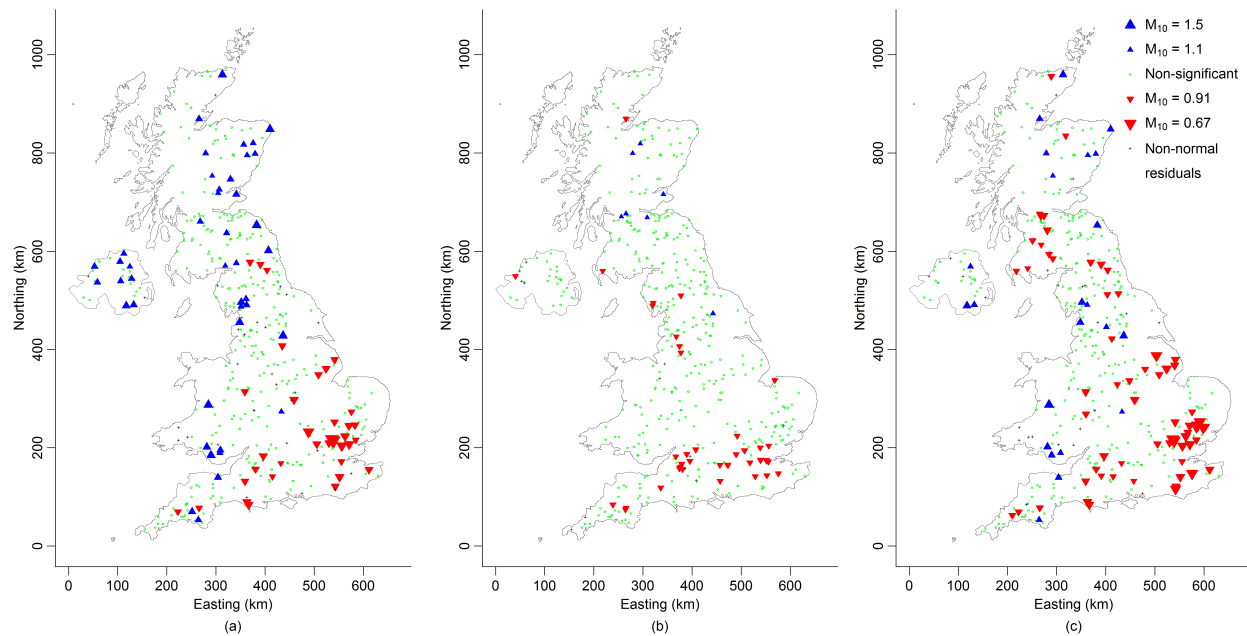 1000
800
600
400
200
0
Northing (km)
0 100 200 300 400 500 600
Easting (km)
(a)
1000
800
600
400
200
0
Northing (km)
0 100 200 300 400 500 600
Easting (km)
(b)
1000
800
600
400
200
0
Northing (km)
0 100 200 300 400 500 600
Easting (km)
(c)
M₁₀ = 1.5
M₁₀ = 1.1
Non-significant
M₁₀ = 0.91
M₁₀ = 0.67
Non-normal
residuals